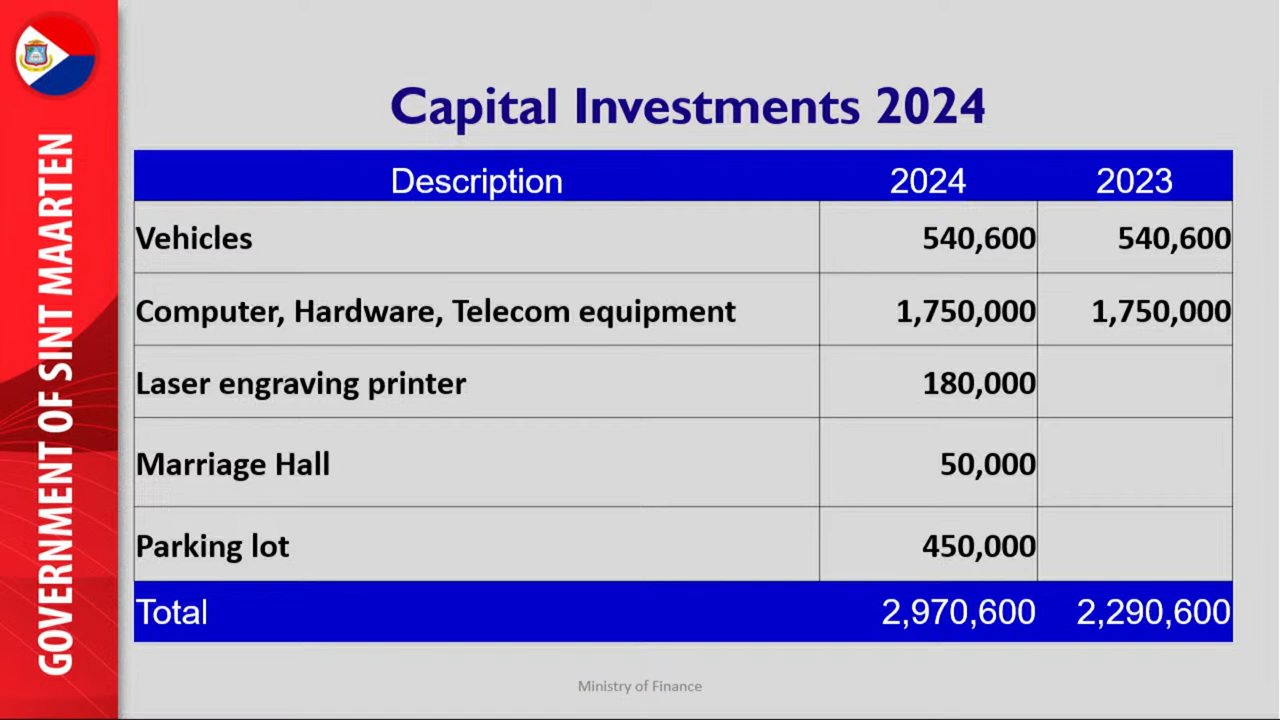 GOVERNMENT OF SINT MAARTEN
Capital Investments 2024
Description 2024 2023
Vehicles 540,600 540,600
Computer, Hardware, Telecom equipment 1,750,000 1,750,000
Laser engraving printer 180,000
Marriage Hall 50,000
Parking lot 450,000
Total 2,970,600 2,290,600
Ministry of Finance